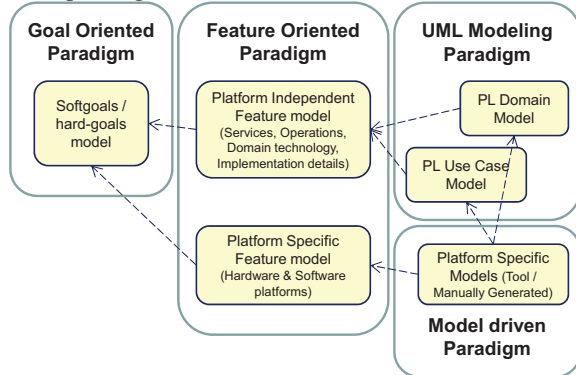 Goal Oriented
Paradigm
Softgoals /
hard-goals
model
Feature Oriented
Paradigm
Platform Independent
Feature model
(Services, Operations,
Domain technology,
Implementation details)
Platform Specific
Feature model
(Hardware & Software
platforms)
UML Modeling
Paradigm
PL Domain
Model
PL Use Case
Model
Platform Specific
Models (Tool /
Manually Generated)
Model driven
Paradigm